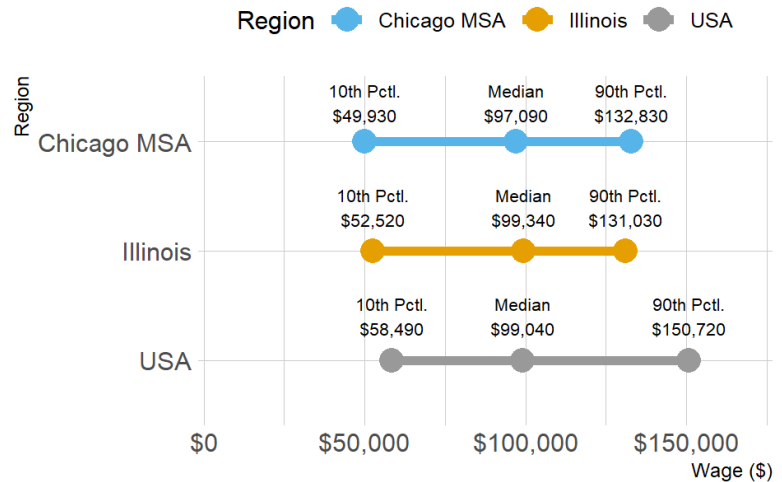 Region Chicago MSA Illinois USA
Region
10th Pctl. Median 90th Pctl.
$49,930 $97,090 $132,830
Chicago MSA
10th Pctl. Median 90th Pctl.
$52,520 $99,340 $131,030
Illinois
10th Pctl. Median 90th Pctl.
$58,490 $99,040 $150,720
USA
$0 $50,000 $100,000 $150,000
Wage ($)